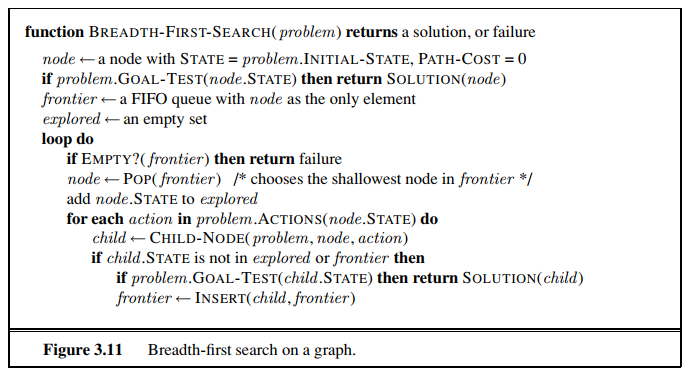 function BREADTH-FIRST-SEARCH(problem) returns a solution, or failure
node ← a node with STATE = problem.INITIAL-STATE, PATH-COST = 0
if problem.GOAL-TEST(node.STATE) then return SOLUTION(node)
frontier ← a FIFO queue with node as the only element
explored ← an empty set
loop do
if EMPTY?(frontier) then return failure
node ← POP(frontier) /* chooses the shallowest node in frontier */
add node.STATE to explored
for each action in problem.ACTIONS(node.STATE) do
child ← CHILD-NODE(problem, node, action)
if child.STATE is not in explored or frontier then
if problem.GOAL-TEST(child.STATE) then return SOLUTION(child)
frontier ← INSERT(child, frontier)
Figure 3.11 Breadth-first search on a graph.